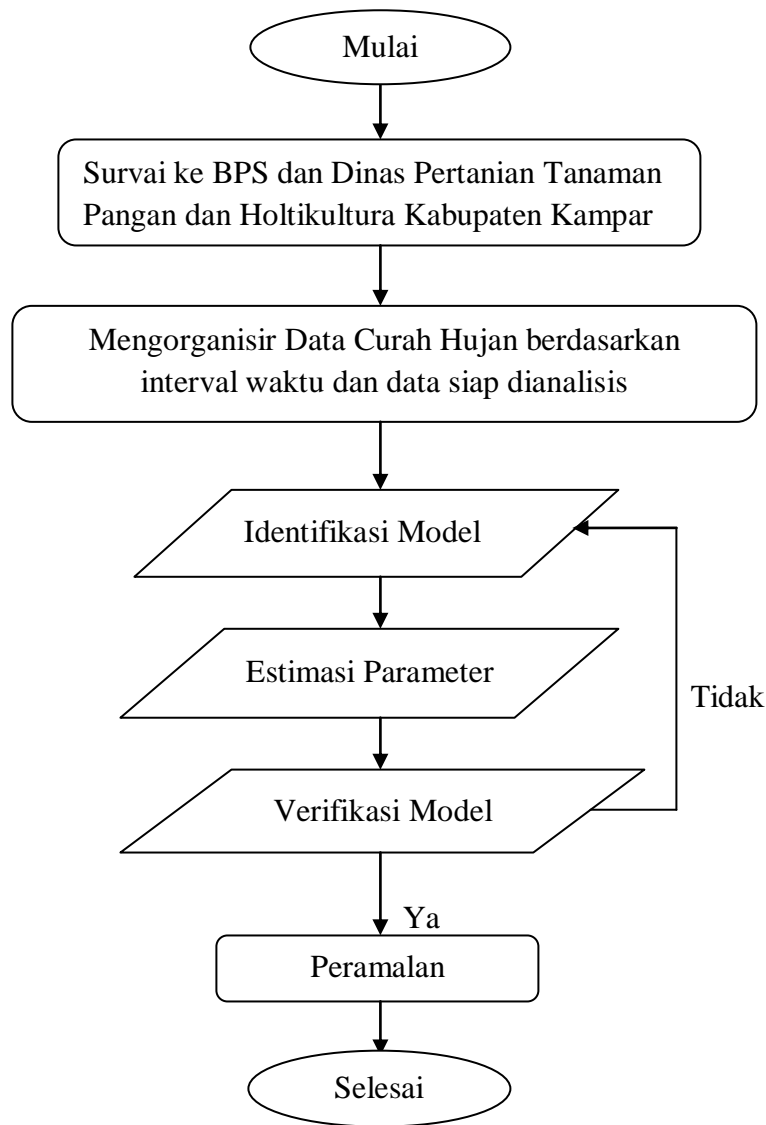 Mulai
Survai ke BPS dan Dinas Pertanian Tanaman
Pangan dan Holtikultura Kabupaten Kampar
Mengorganisir Data Curah Hujan berdasarkan
interval waktu dan data siap dianalisis
Identifikasi Model
Estimasi Parameter
Tidak
Verifikasi Model
Ya
Peramalan
Selesai